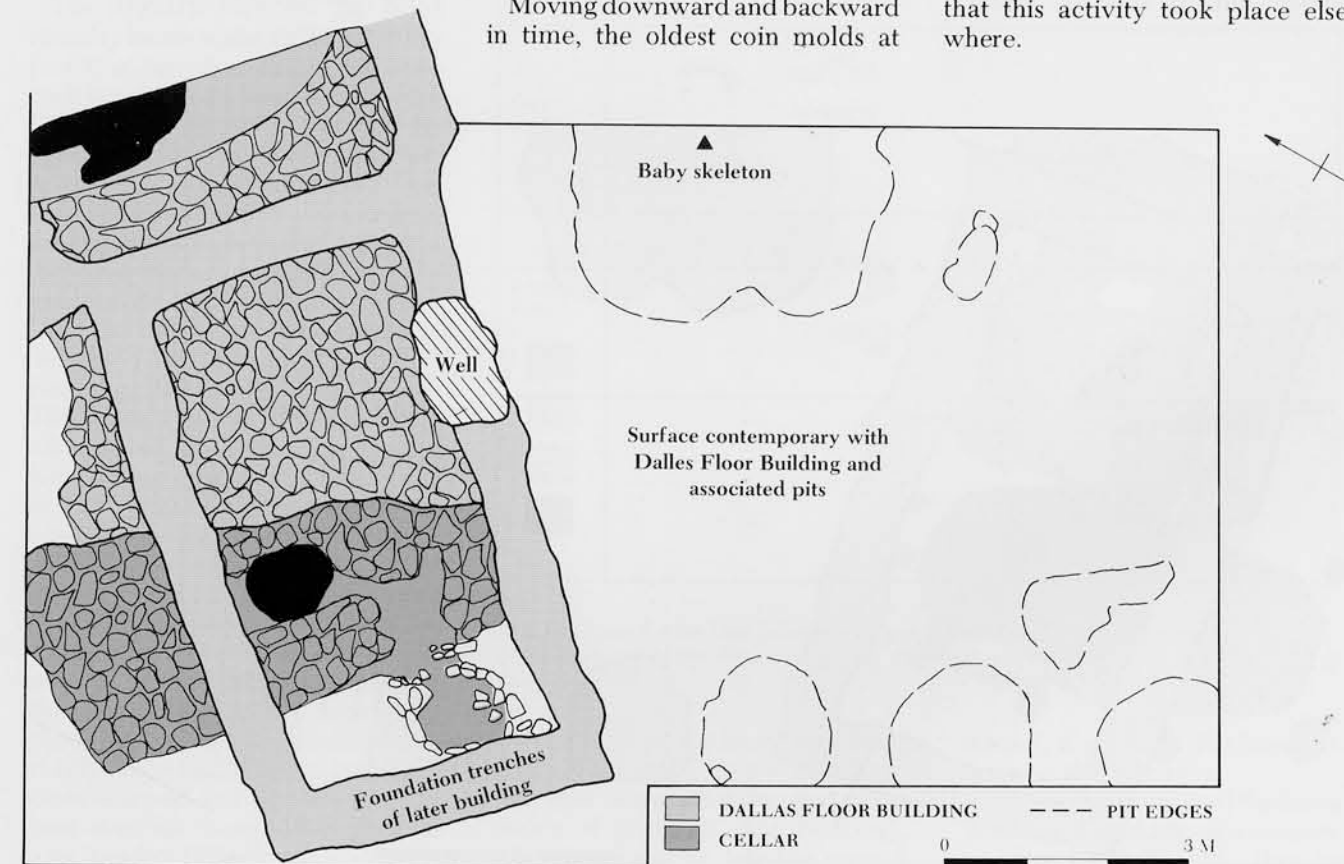 Moving downward and backward
in time, the oldest coin molds at
that this activity took place else
where.
Baby skeleton
Well
Surface contemporary with
Dalles Floor Building and
associated pits
Foundation trenches
of later building
DALLAS FLOOR BUILDING
PIT EDGES
CELLAR
0
3 M